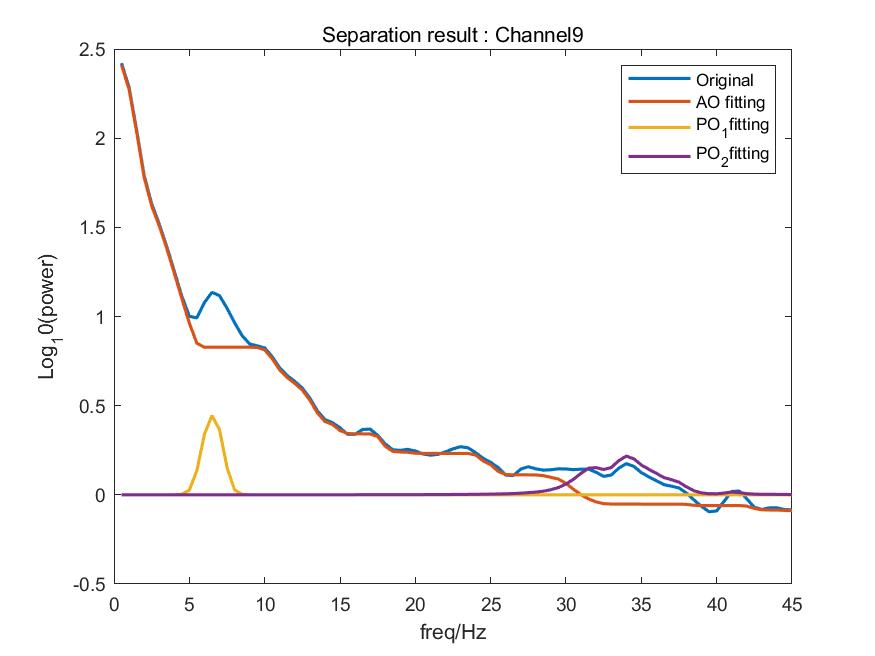 Separation result : Channel9
2.5
2
1.5
1
0.5
0
-0.5
Log10(power)
Original
AO fitting
PO1fitting
PO2fitting
0 5 10 15 20 25 30 35 40 45
freq/Hz